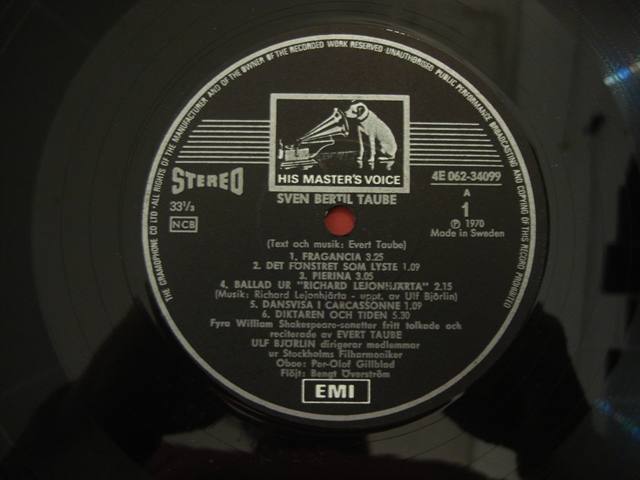 THE GRAMOPHONE CO LTD · ALL RIGHTS OF THE MANUFACTURER AND OF THE OWNER OF THE RECORDED WORK RESERVED UNAUTHORISED PUBLIC PERFORMANCE BROADCASTING AND COPYING OF THIS RECORD PROHIBITED
HIS MASTER'S VOICE
STEREO
33 1/3
NCB
4E 062-34099
A
1
℗ 1970
Made in Sweden
SVEN BERTIL TAUBE
(Text och musik: Evert Taube)
1. FRAGANCIA 3.25
2. DET FÖNSTRET SOM LYSTE 1.09
3. PIERINA 3.05
4. BALLAD UR "RICHARD LEJONHJÄRTA" 2.15
(Musik: Richard Lejonhjärta - uppt. av Ulf Björlin)
5. DANSVISA I CARCASSONNE 1.09
6. DIKTAREN OCH TIDEN 5.30
Fyra William Shakespeare-sonetter fritt tolkade och
reciterade av EVERT TAUBE
ULF BJÖRLIN dirigerar medlemmar
ur Stockholms Filharmoniker
Oboe: Per-Olof Gillblad
Flöjt: Bengt Överström
EMI